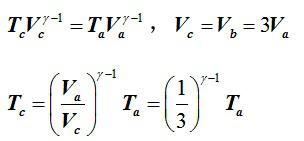 T_c V_c^{γ-1} = T_a V_a^{γ-1} , V_c = V_b = 3V_a
T_c = (V_a / V_c)^{γ-1} T_a = (1 / 3)^{γ-1} T_a